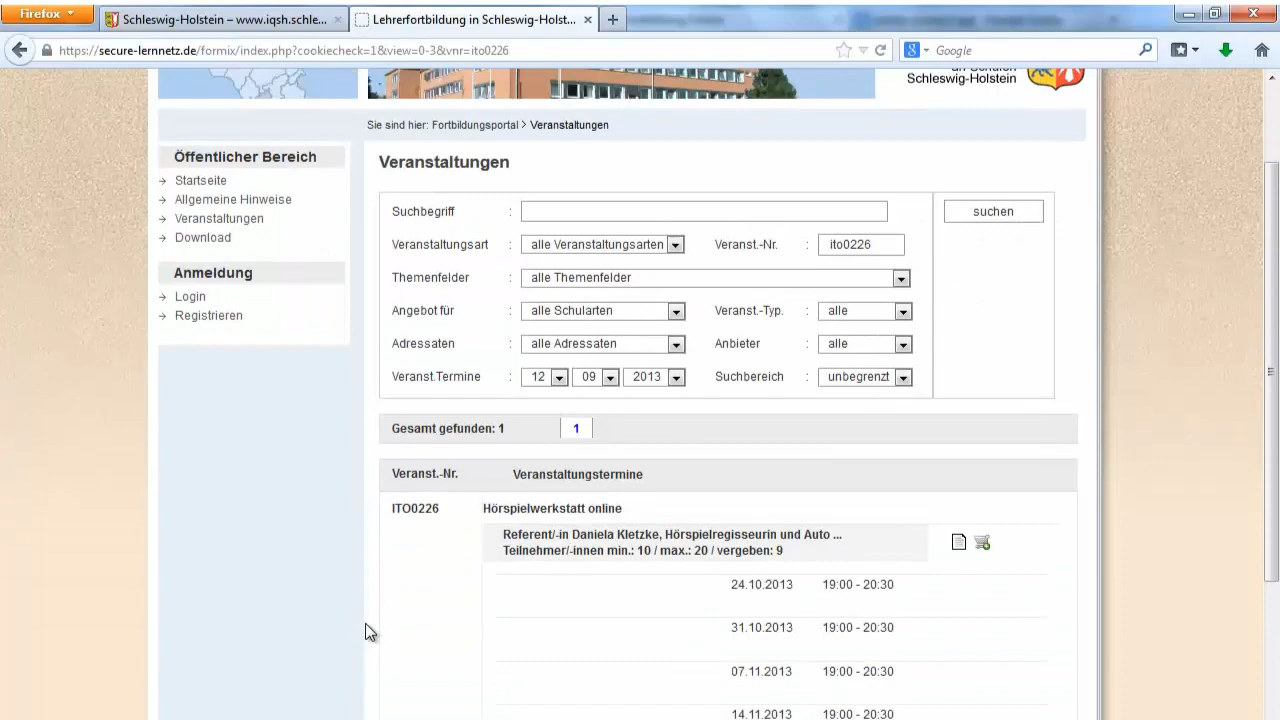 Firefox
Schleswig-Holstein – www.iqsh.schle...
Lehrerfortbildung in Schleswig-Holst...
https://secure-lernnetz.de/formix/index.php?cookiecheck=1&view=0-3&vnr=ito0226
Google
Schleswig-Holstein
Sie sind hier: Fortbildungsportal > Veranstaltungen
Öffentlicher Bereich
Startseite
Allgemeine Hinweise
Veranstaltungen
Download
Anmeldung
Login
Registrieren
Veranstaltungen
Suchbegriff :
suchen
Veranstaltungsart : alle Veranstaltungsarten Veranst.-Nr. : ito0226
Themenfelder : alle Themenfelder
Angebot für : alle Schularten Veranst.-Typ. : alle
Adressaten : alle Adressaten Anbieter : alle
Veranst.Termine : 12 09 2013 Suchbereich : unbegrenzt
Gesamt gefunden: 1 1
Veranst.-Nr. Veranstaltungstermine
ITO0226 Hörspielwerkstatt online
Referent/-in Daniela Kletzke, Hörspielregisseurin und Auto ...
Teilnehmer/-innen min.: 10 / max.: 20 / vergeben: 9
24.10.2013 19:00 - 20:30
31.10.2013 19:00 - 20:30
07.11.2013 19:00 - 20:30
14.11.2013 19:00 - 20:30